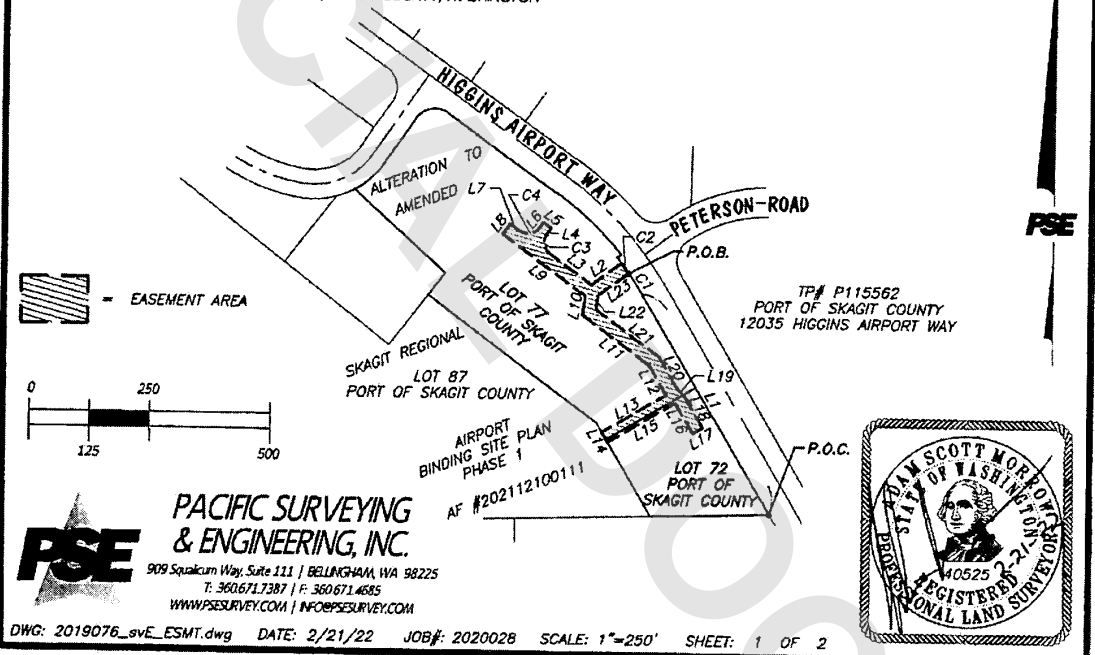 HIGGINS AIRPORT WAY
PETERSON-ROAD
ALTERATION TO
AMENDED
L7
C4
L6
L5
L4
C3
L8
L3
L2
L9
C2
P.O.B.
C1
L23
L10
L22
L21
L11
L20
L19
L12
L1
L13
L18
L15
L16
L17
L14
LOT 77
PORT OF SKAGIT
COUNTY
TP# P115562
PORT OF SKAGIT COUNTY
12035 HIGGINS AIRPORT WAY
PSE
= EASEMENT AREA
SKAGIT REGIONAL
LOT 87
PORT OF SKAGIT COUNTY
AIRPORT
BINDING SITE PLAN
PHASE 1
AF #202112100111
LOT 72
PORT OF
SKAGIT COUNTY
P.O.C.
0 250
125 500
PSE
PACIFIC SURVEYING
& ENGINEERING, INC.
909 Squalicum Way, Suite 111 | BELLINGHAM, WA 98225
T: 360.671.7387 | F: 360.671.4685
WWW.PSESURVEY.COM | INFO@PSESURVEY.COM
ADAM SCOTT MORROW
STATE OF WASHINGTON
40525
REGISTERED
PROFESSIONAL LAND SURVEYOR
DWG: 2019076_svE_ESMT.dwg DATE: 2/21/22 JOB#: 2020028 SCALE: 1"=250' SHEET: 1 OF 2